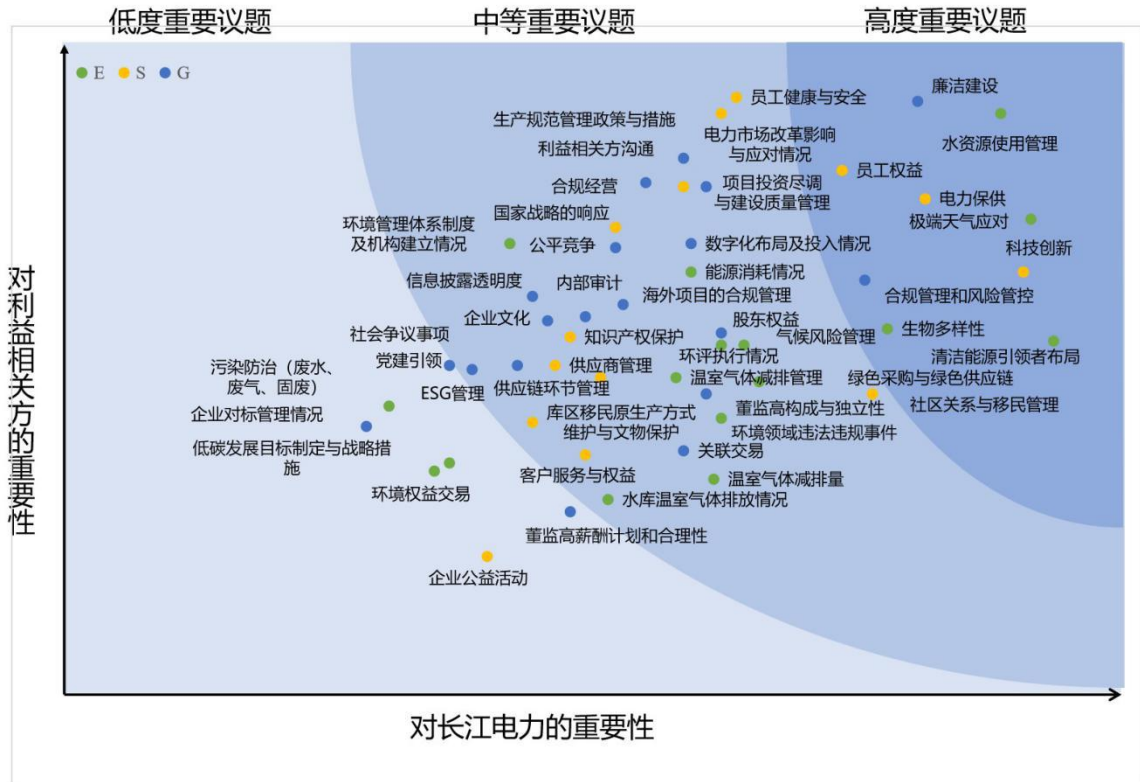 低度重要议题
中等重要议题
高度重要议题
E
S
G
员工健康与安全
廉洁建设
生产规范管理政策与措施
电力市场改革影响
与应对情况
水资源使用管理
利益相关方沟通
员工权益
合规经营
项目投资尽调
与建设质量管理
电力保供
国家战略的响应
极端天气应对
环境管理体系制度
及机构建立情况
公平竞争
数字化布局及投入情况
科技创新
能源消耗情况
信息披露透明度
内部审计
海外项目的合规管理
合规管理和风险管控
企业文化
股东权益
社会争议事项
知识产权保护
气候风险管理
生物多样性
党建引领
环评执行情况
清洁能源引领者布局
污染防治（废水、
废气、固废）
供应商管理
温室气体减排管理
绿色采购与绿色供应链
ESG管理
供应链环节管理
社区关系与移民管理
企业对标管理情况
库区移民原生产方式
维护与文物保护
董监高构成与独立性
环境领域违法违规事件
低碳发展目标制定与战略措
施
关联交易
客户服务与权益
温室气体减排量
环境权益交易
水库温室气体排放情况
董监高薪酬计划和合理性
企业公益活动
对利益相关方的重要性
对长江电力的重要性